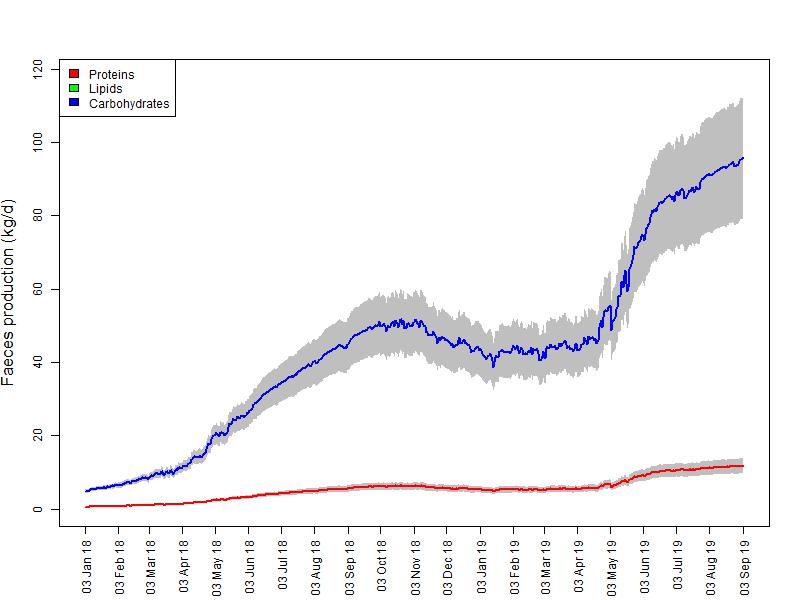 Proteins
Lipids
Carbohydrates
Faeces production (kg/d)
120
100
80
60
40
20
0
03 Jan 18
03 Feb 18
03 Mar 18
03 Apr 18
03 May 18
03 Jun 18
03 Jul 18
03 Aug 18
03 Sep 18
03 Oct 18
03 Nov 18
03 Dec 18
03 Jan 19
03 Feb 19
03 Mar 19
03 Apr 19
03 May 19
03 Jun 19
03 Jul 19
03 Aug 19
03 Sep 19